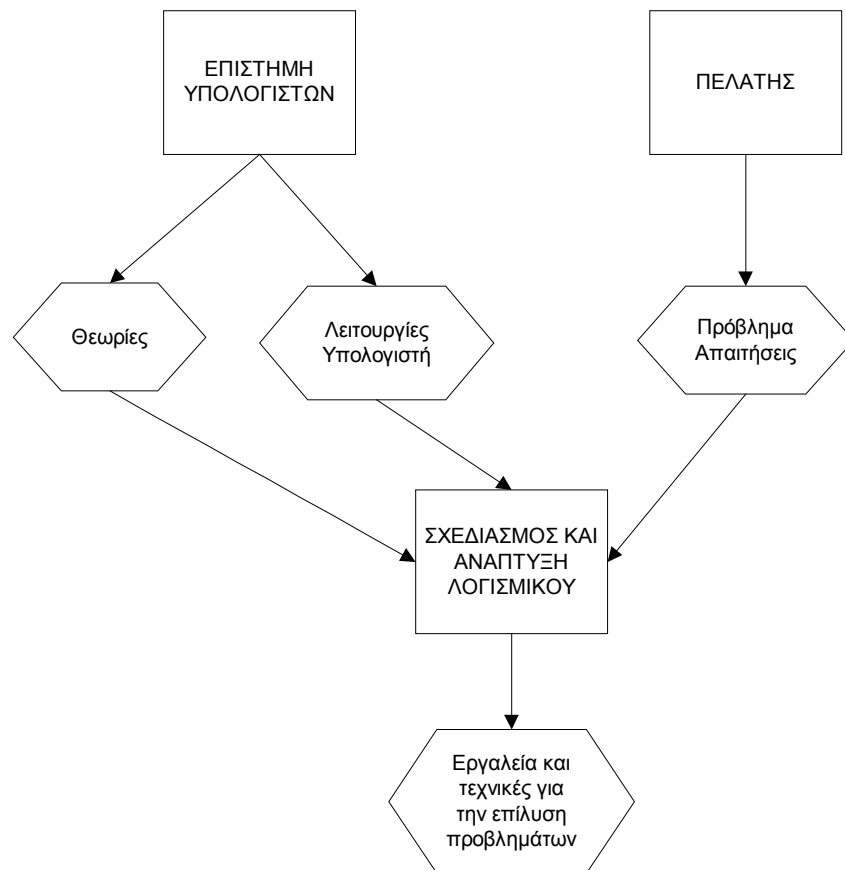 ΕΠΙΣΤΗΜΗ
ΥΠΟΛΟΓΙΣΤΩΝ
ΠΕΛΑΤΗΣ
Θεωρίες
Λειτουργίες
Υπολογιστή
Πρόβλημα
Απαιτήσεις
ΣΧΕΔΙΑΣΜΟΣ ΚΑΙ
ΑΝΑΠΤΥΞΗ
ΛΟΓΙΣΜΙΚΟΥ
Εργαλεία και
τεχνικές για
την επίλυση
προβλημάτων